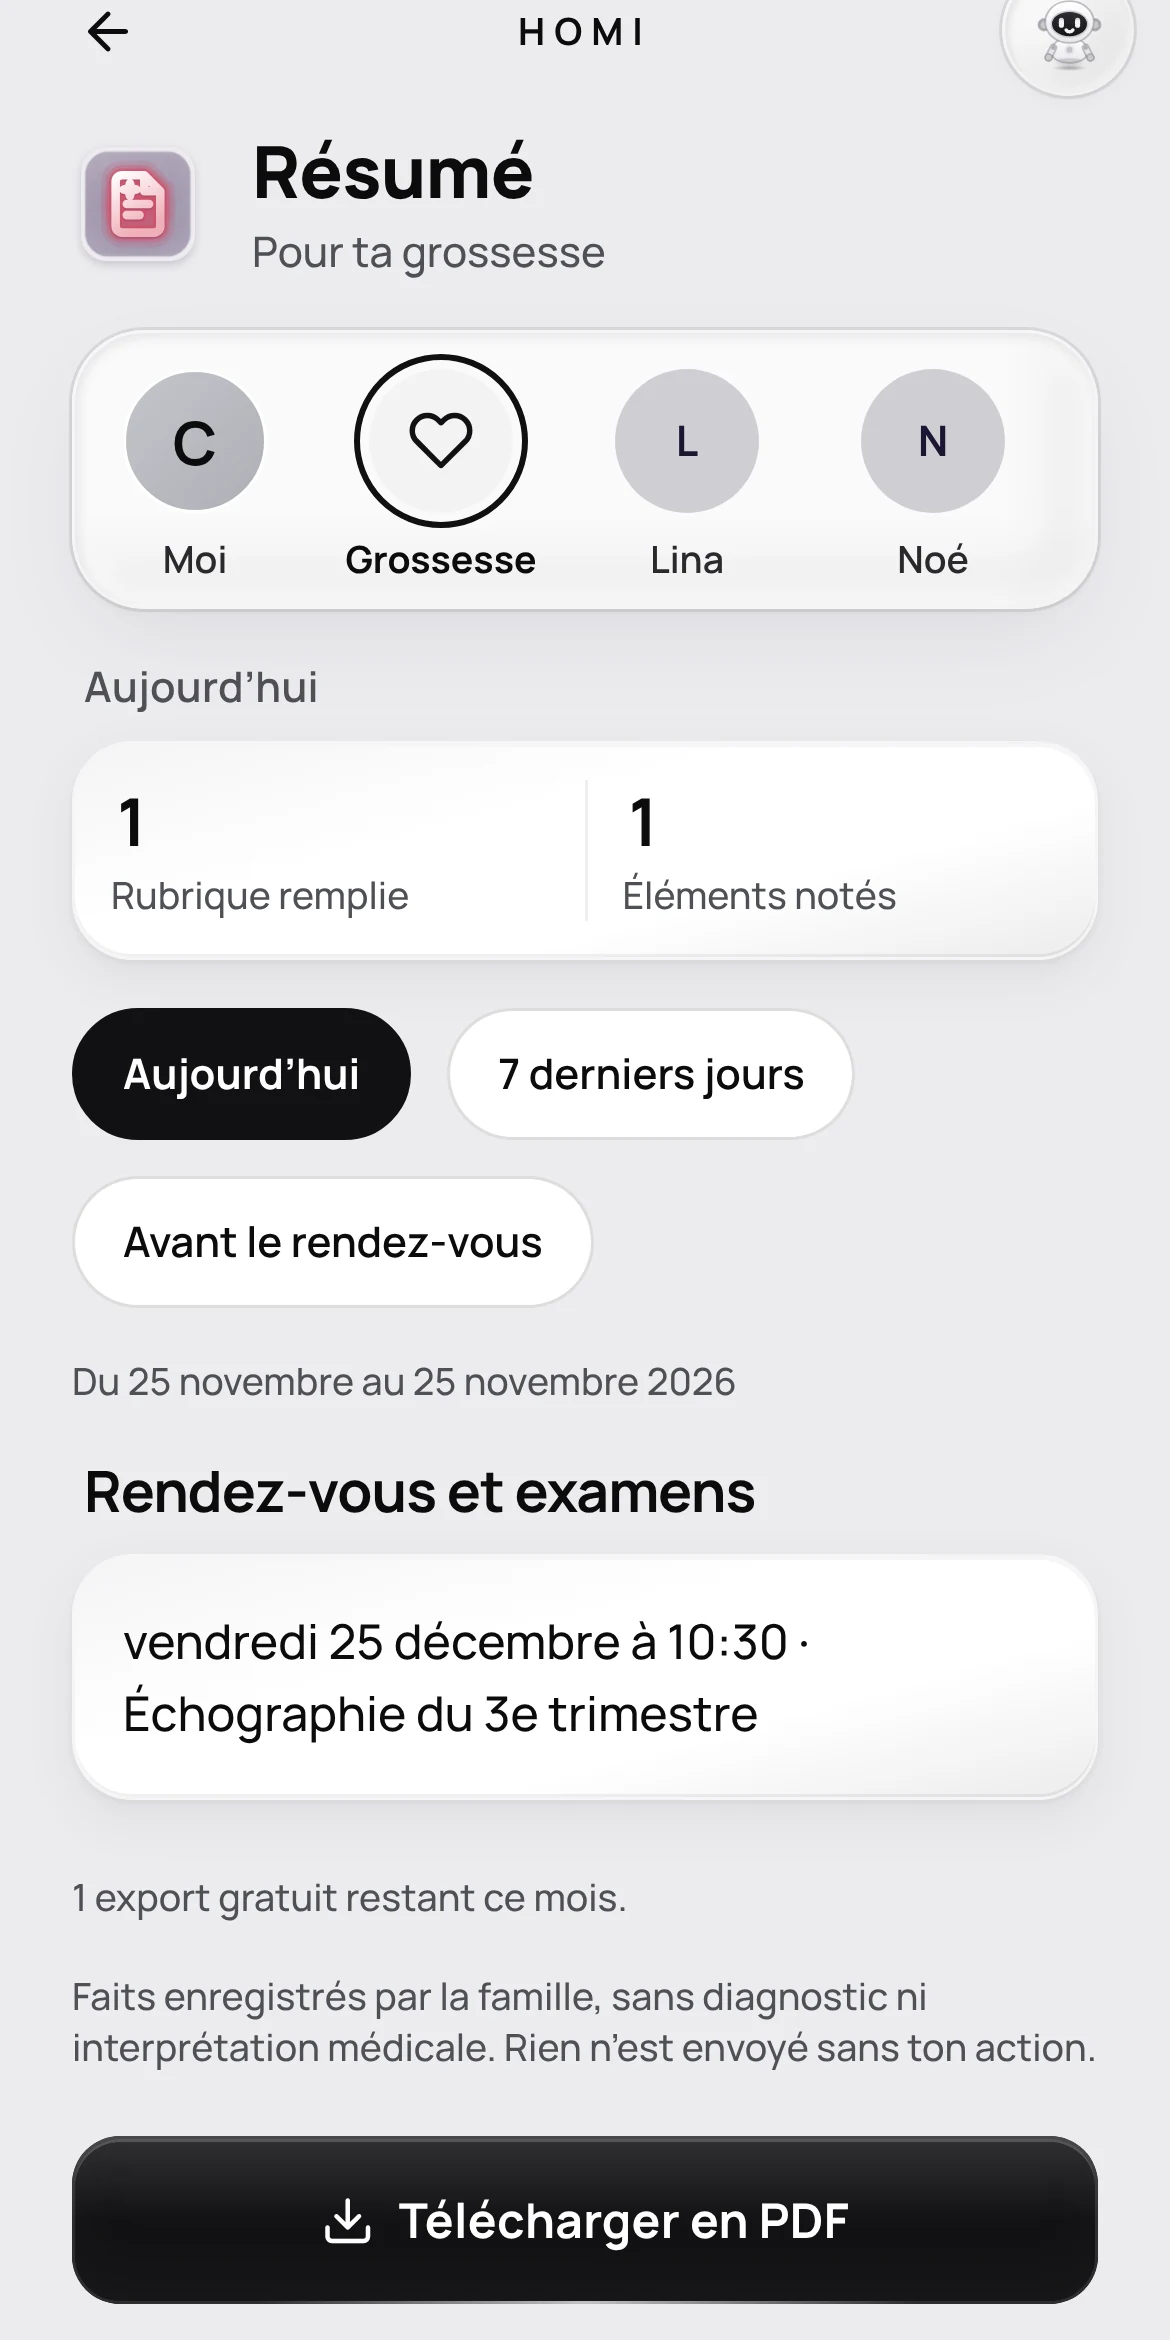 HOMI
Résumé
Pour ta grossesse
C
L
N
Moi
Grossesse
Lina
Noé
Aujourd’hui
1
1
Rubrique remplie
Éléments notés
Aujourd’hui
7 derniers jours
Avant le rendez-vous
Du 25 novembre au 25 novembre 2026
Rendez-vous et examens
vendredi 25 décembre à 10:30 ·
Échographie du 3e trimestre
1 export gratuit restant ce mois.
Faits enregistrés par la famille, sans diagnostic ni
interprétation médicale. Rien n’est envoyé sans ton action.
Télécharger en PDF